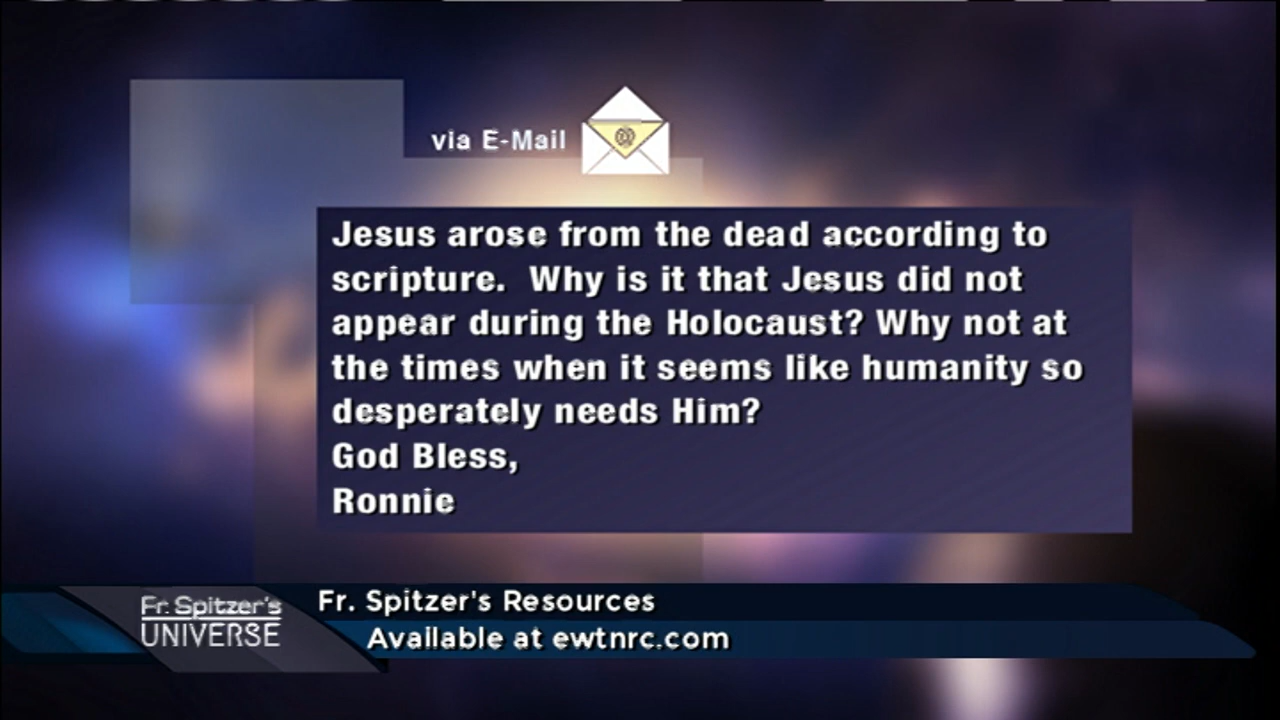 via E-Mail
@
Jesus arose from the dead according to
scripture.  Why is it that Jesus did not
appear during the Holocaust? Why not at
the times when it seems like humanity so
desperately needs Him?
God Bless,
Ronnie
Fr. Spitzer's
UNIVERSE
Fr. Spitzer's Resources
Available at ewtnrc.com